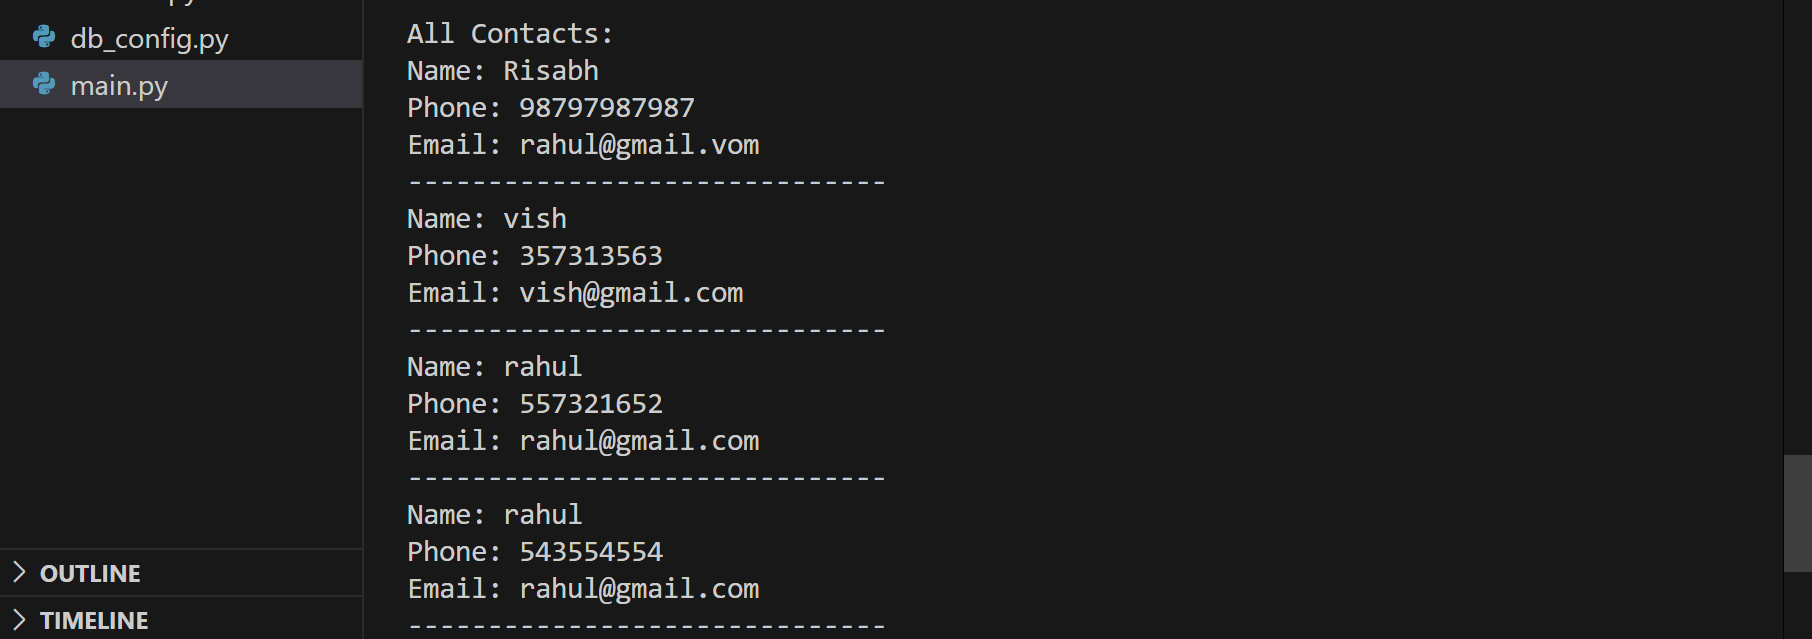 db_config.py
main.py
OUTLINE
TIMELINE
All Contacts:
Name: Risabh
Phone: 98797987987
Email: rahul@gmail.vom
------------------------------
Name: vish
Phone: 357313563
Email: vish@gmail.com
------------------------------
Name: rahul
Phone: 557321652
Email: rahul@gmail.com
------------------------------
Name: rahul
Phone: 543554554
Email: rahul@gmail.com
------------------------------